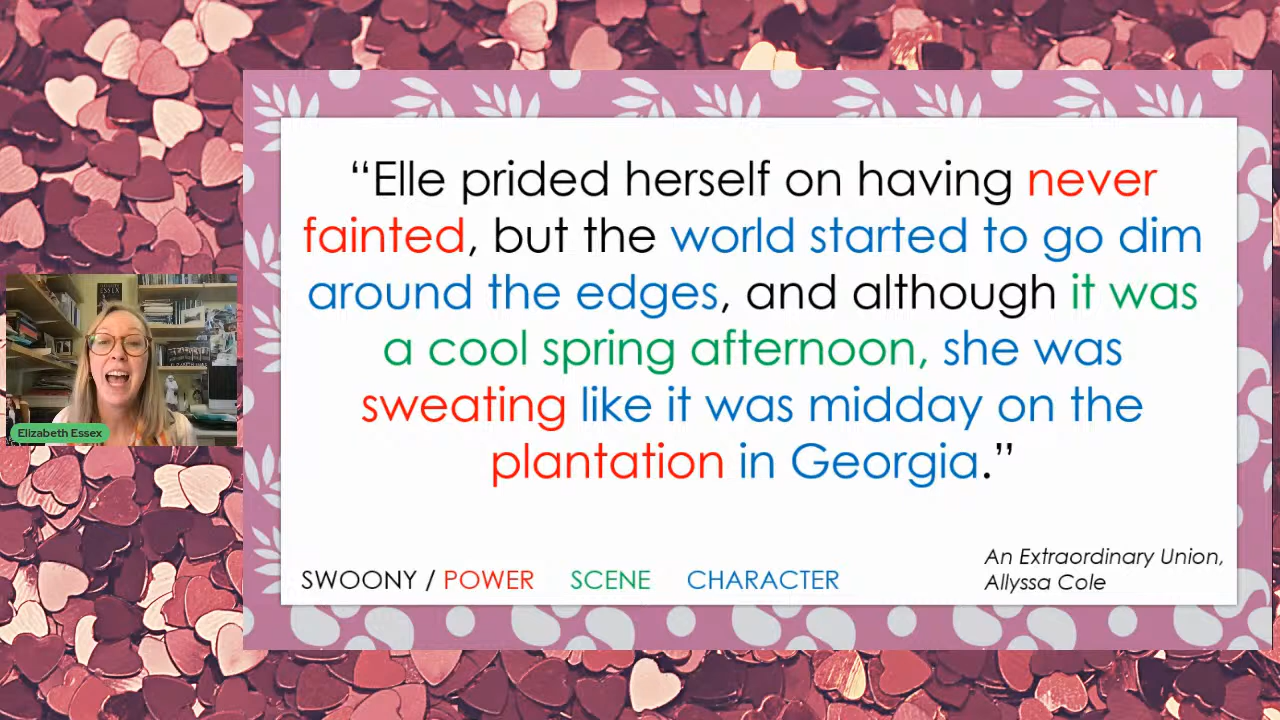 “Elle prided herself on having never
fainted, but the world started to go dim
around the edges, and although it was
a cool spring afternoon, she was
sweating like it was midday on the
plantation in Georgia.”
An Extraordinary Union,
Allyssa Cole
SWOONY / POWER SCENE CHARACTER
Elizabeth Essex